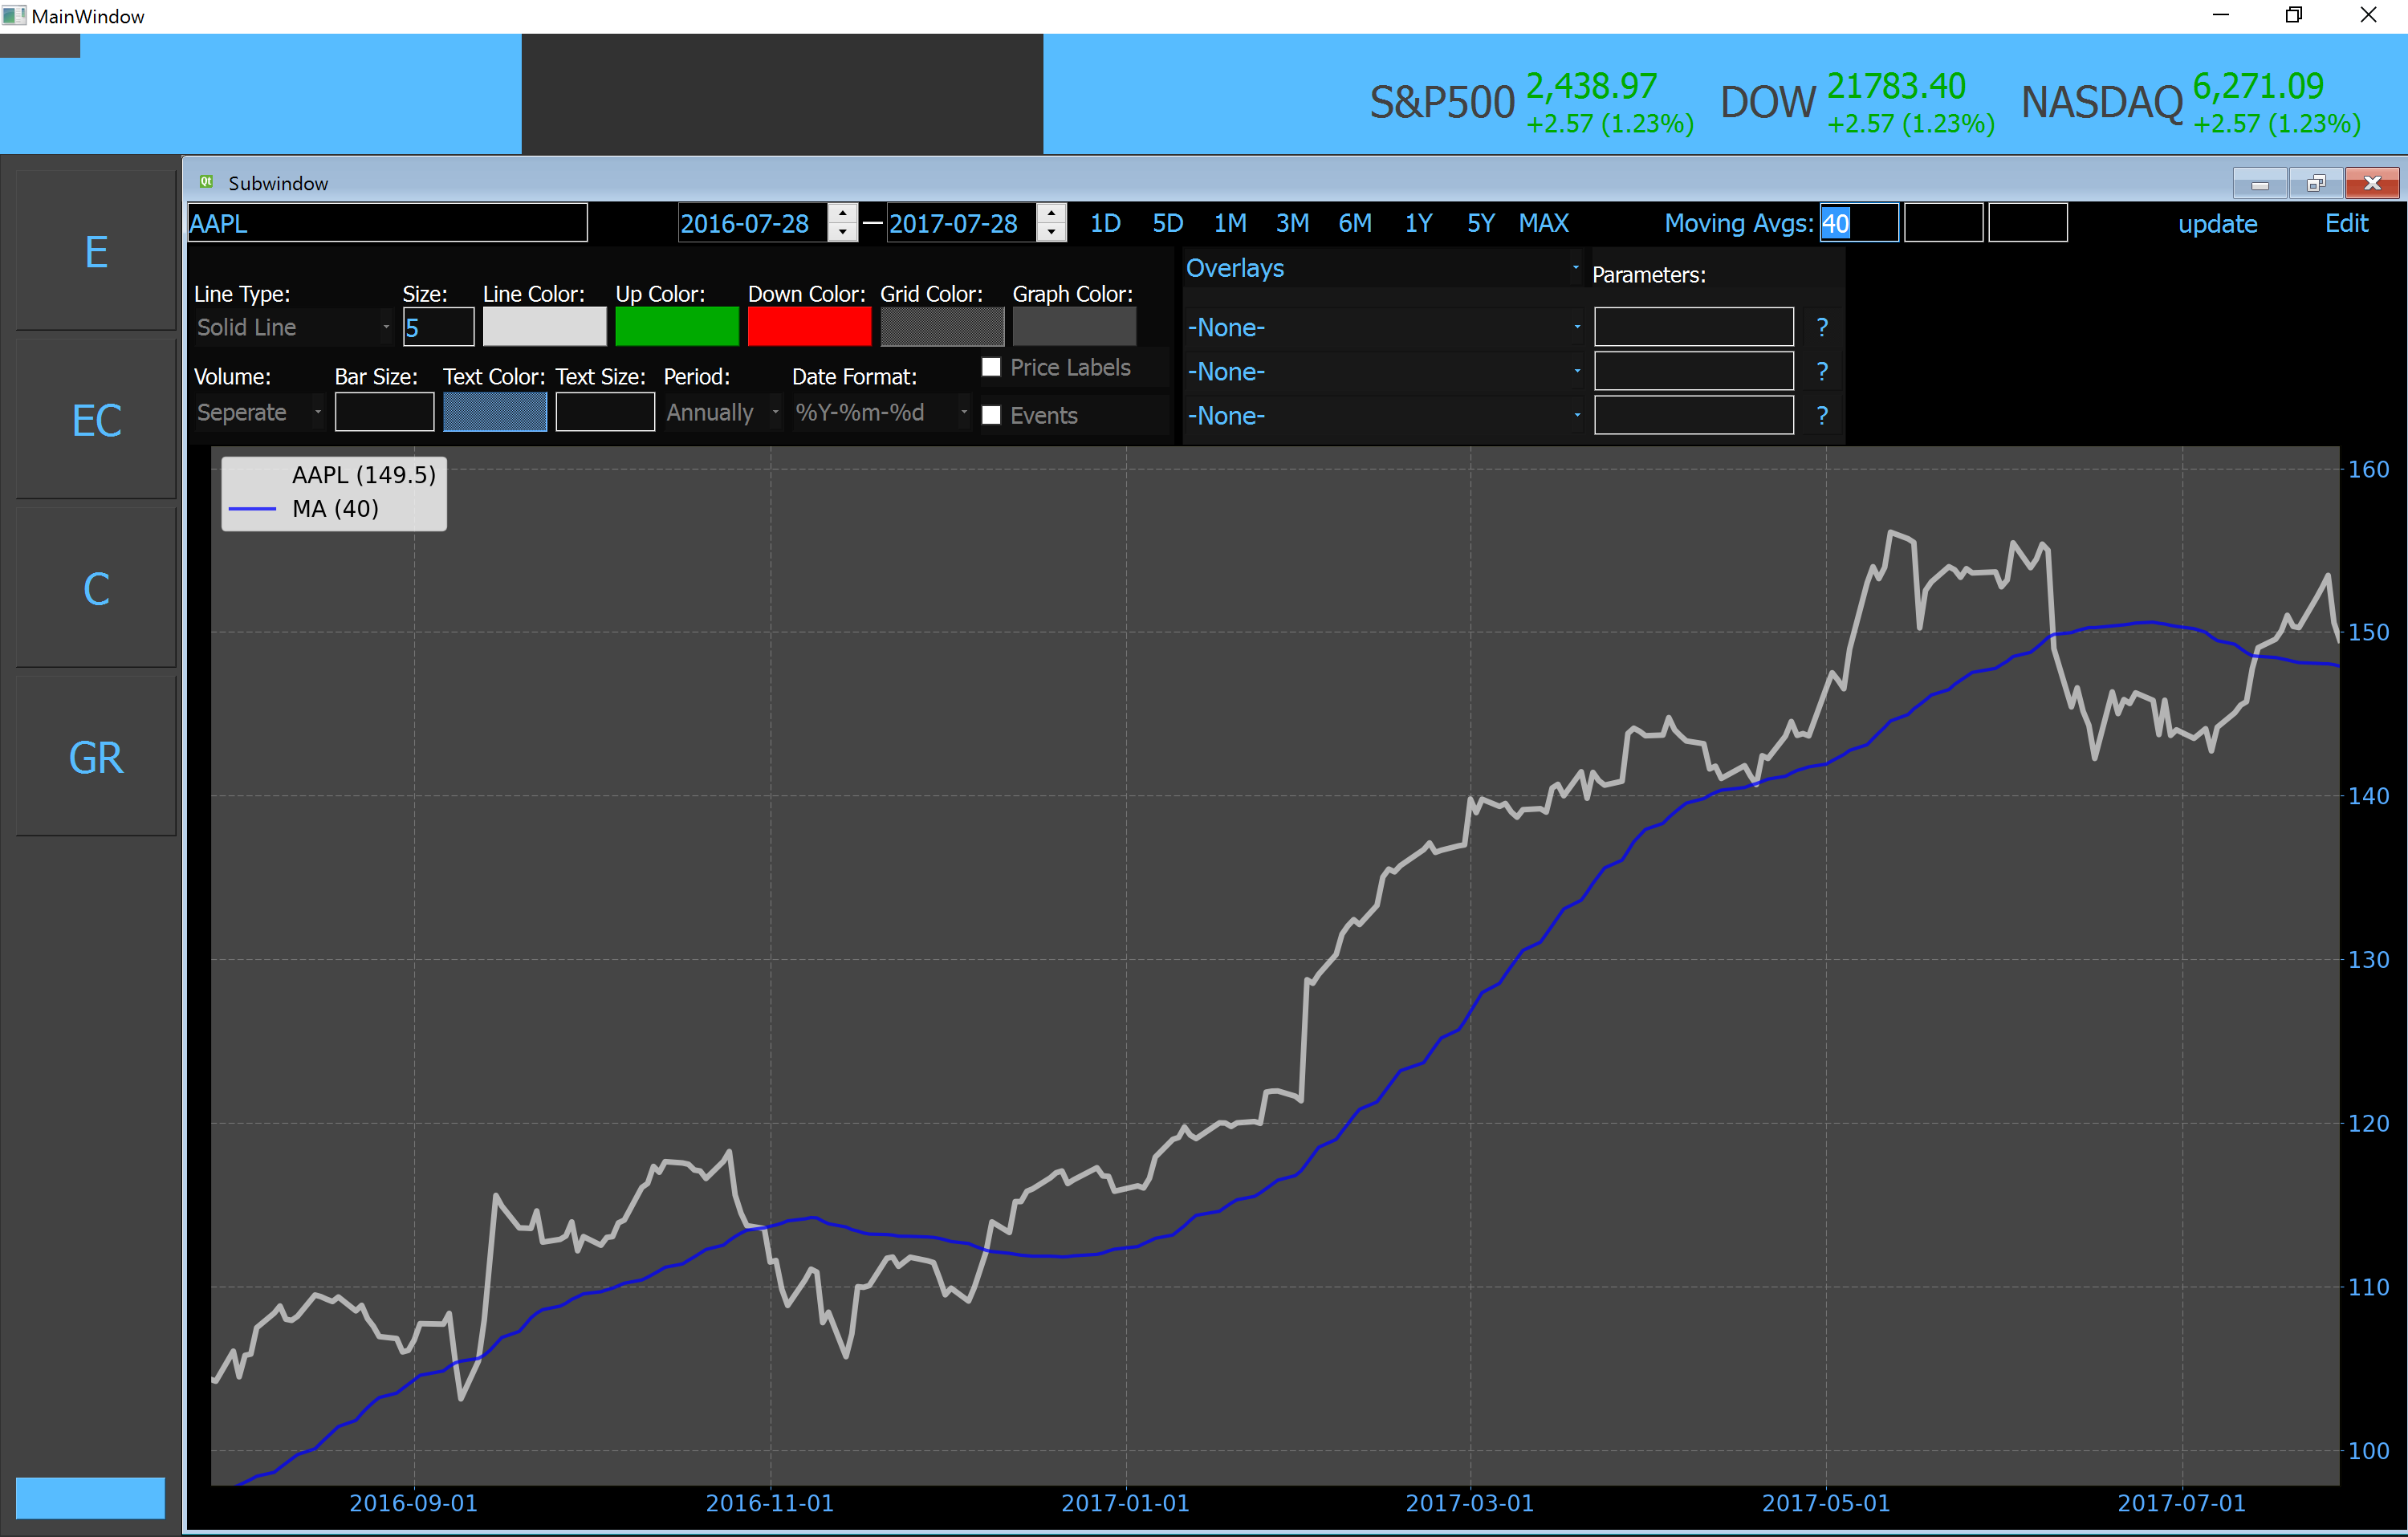 MainWindow
S&P500 2,438.97 +2.57 (1.23%) DOW 21783.40 +2.57 (1.23%) NASDAQ 6,271.09 +2.57 (1.23%)
E
EC
C
GR
Qt Subwindow
AAPL 2016-07-28 — 2017-07-28 1D 5D 1M 3M 6M 1Y 5Y MAX Moving Avgs: 40 update Edit
Line Type: Size: Line Color: Up Color: Down Color: Grid Color: Graph Color:
Solid Line 5
Volume: Bar Size: Text Color: Text Size: Period: Date Format:
Seperate Annually %Y-%m-%d
Price Labels
Events
Overlays Parameters:
-None- ?
-None- ?
-None- ?
AAPL (149.5)
MA (40)
160
150
140
130
120
110
100
2016-09-01 2016-11-01 2017-01-01 2017-03-01 2017-05-01 2017-07-01